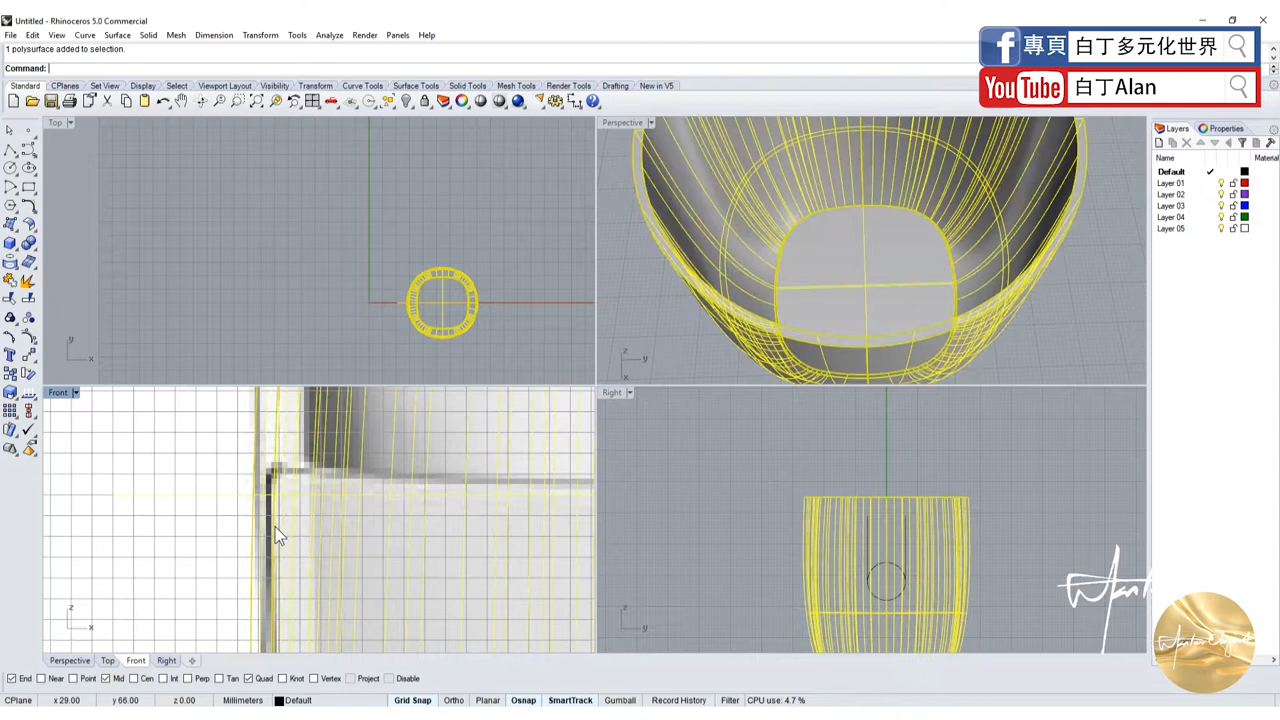 Untitled - Rhinoceros 5.0 Commercial
File Edit View Curve Surface Solid Mesh Dimension Transform Tools Analyze Render Panels Help
1 polysurface added to selection.
Command:
專頁 白丁多元化世界
YouTube 白丁Alan
Standard CPlanes Set View Display Select Viewport Layout Visibility Transform Curve Tools Surface Tools Solid Tools Mesh Tools Render Tools Drafting New in V5
Top
Perspective
Layers Properties
Name Material
Default
Layer 01
Layer 02
Layer 03
Layer 04
Layer 05
y
x
z
y
x
Front
Right
z
x
z
y
Perspective Top Front Right
End Near Point Mid Cen Int Perp Tan Quad Knot Vertex Project Disable
CPlane x 29.00 y 66.00 z 0.00 Millimeters Default Grid Snap Ortho Planar Osnap SmartTrack Gumball Record History Filter CPU use: 4.7 %